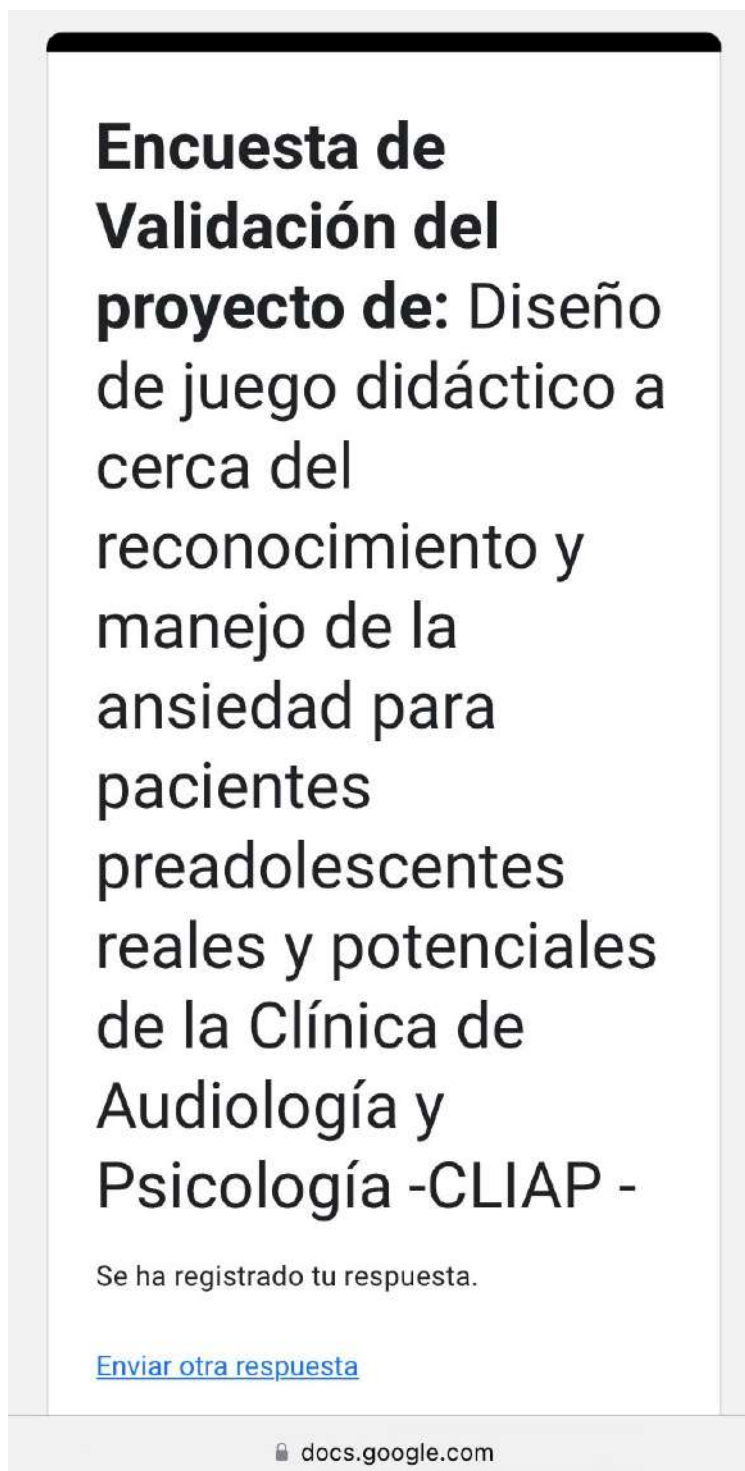 Encuesta de
Validación del
proyecto de: Diseño
de juego didáctico a
cerca del
reconocimiento y
manejo de la
ansiedad para
pacientes
preadolescentes
reales y potenciales
de la Clínica de
Audiología y
Psicología -CLIAP -
Se ha registrado tu respuesta.
Enviar otra respuesta
docs.google.com